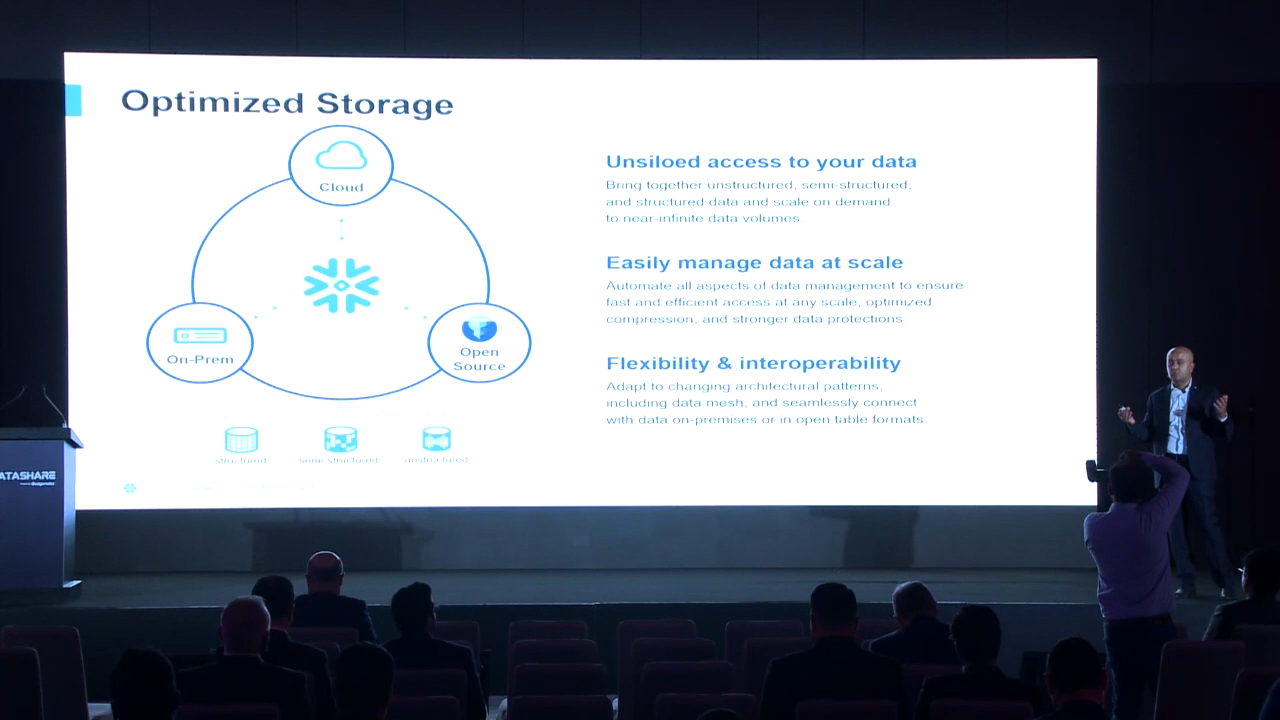 Optimized Storage
Cloud
On-Prem
Open
Source
structured
semi structured
unstructured
Unsiloed access to your data
Bring together unstructured, semi-structured,
and structured data and scale on demand
to near-infinite data volumes.
Easily manage data at scale
Automate all aspects of data management to ensure
fast and efficient access at any scale, optimized
compression, and stronger data protections.
Flexibility & interoperability
Adapt to changing architectural patterns,
including data mesh, and seamlessly connect
with data on-premises or in open table formats.
ATASHARE